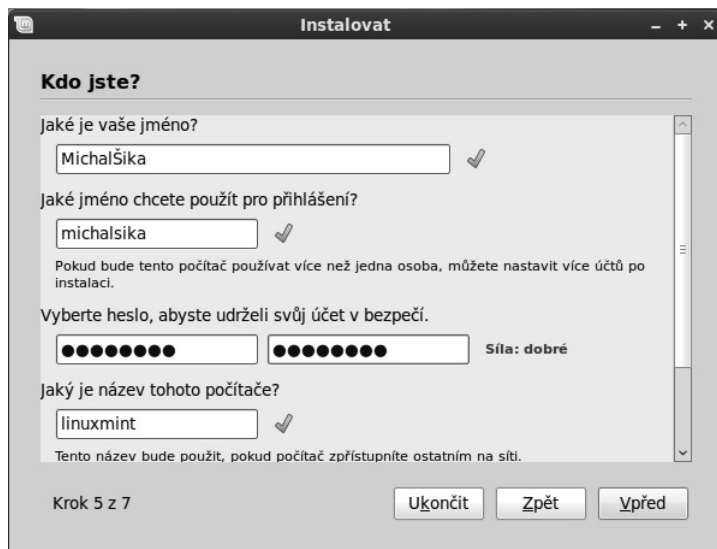 Instalovat
Kdo jste?
Jaké je vaše jméno?
MichalŠika
Jaké jméno chcete použít pro přihlášení?
michalsika
Pokud bude tento počítač používat více než jedna osoba, můžete nastavit více účtů po
instalaci.
Vyberte heslo, abyste udrželi svůj účet v bezpečí.
●●●●●●●● ●●●●●●●● Síla: dobré
Jaký je název tohoto počítače?
linuxmint
Tento název bude použit, pokud počítač zpřístupníte ostatním na síti.
Krok 5 z 7 Ukončit Zpět Vpřed